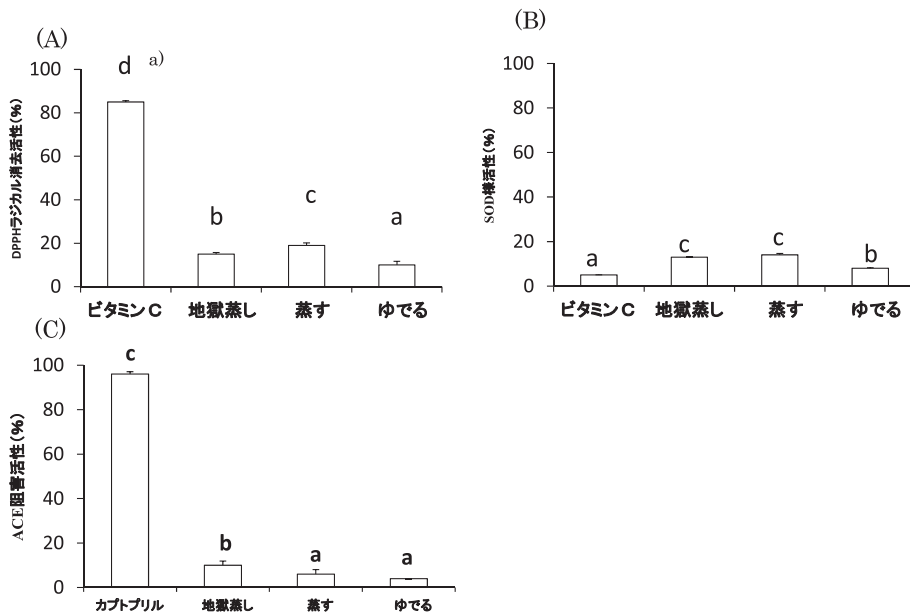 (A)
d a)
100
80
60
40
20
0
DPPHラジカル消去活性(%)
b
c
a
ビタミンC 地獄蒸し 蒸す ゆでる
(B)
100
80
60
40
20
0
SOD様活性(%)
a
c
c
b
ビタミンC 地獄蒸し 蒸す ゆでる
(C)
c
100
80
60
40
20
0
ACE阻害活性(%)
b
a
a
カプトプリル 地獄蒸し 蒸す ゆでる